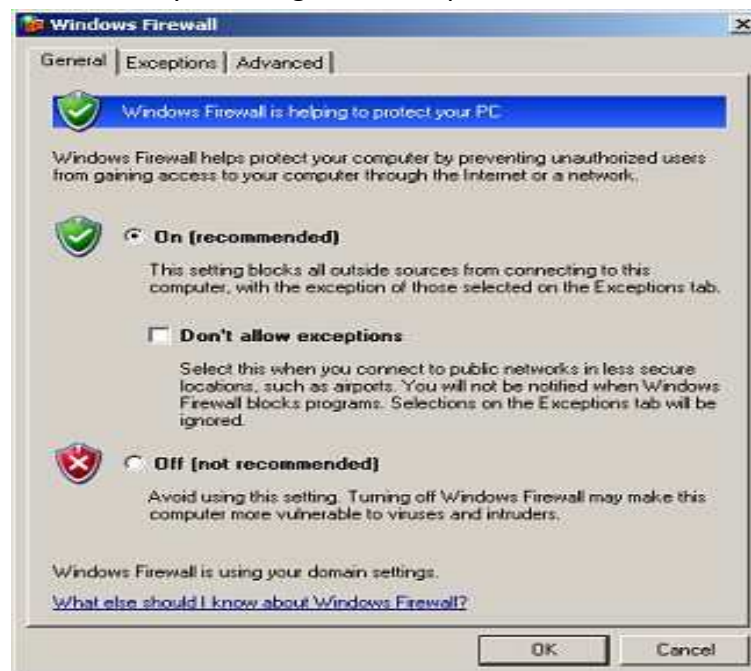 Windows Firewall
General Exceptions Advanced
Windows Firewall is helping to protect your PC
Windows Firewall helps protect your computer by preventing unauthorized users
from gaining access to your computer through the Internet or a network.
On (recommended)
This setting blocks all outside sources from connecting to this
computer, with the exception of those selected on the Exceptions tab.
Don't allow exceptions
Select this when you connect to public networks in less secure
locations, such as airports. You will not be notified when Windows
Firewall blocks programs. Selections on the Exceptions tab will be
ignored.
Off (not recommended)
Avoid using this setting. Turning off Windows Firewall may make this
computer more vulnerable to viruses and intruders.
Windows Firewall is using your domain settings.
What else should I know about Windows Firewall?
OK Cancel